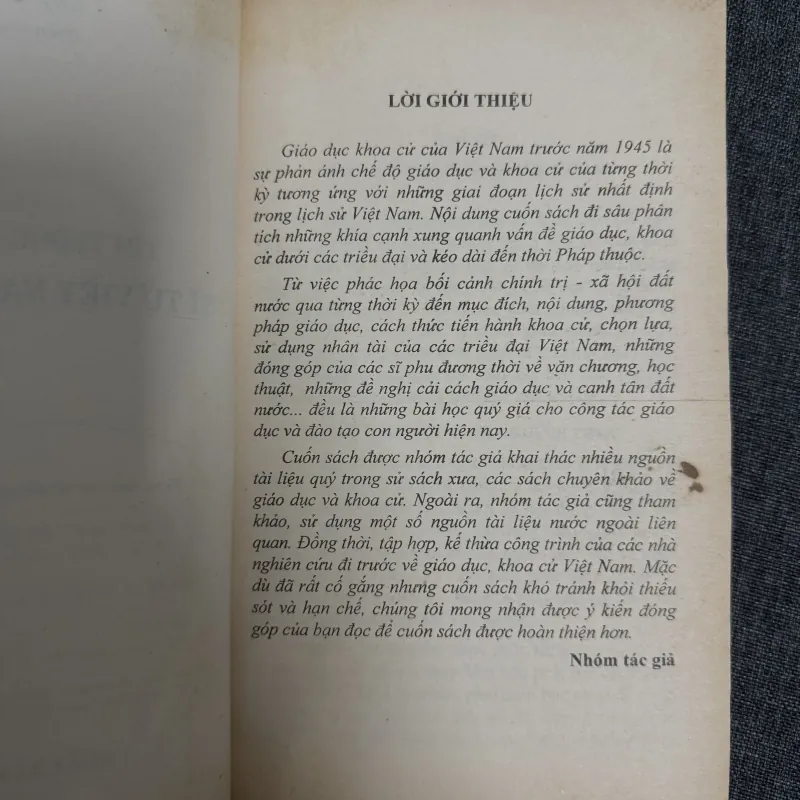 LỜI GIỚI THIỆU
Giáo dục khoa cử của Việt Nam trước năm 1945 là
sự phản ánh chế độ giáo dục và khoa cử của từng thời
kỳ tương ứng với những giai đoạn lịch sử nhất định
trong lịch sử Việt Nam. Nội dung cuốn sách đi sâu phân
tích những khía cạnh xung quanh vấn đề giáo dục, khoa
cử dưới các triều đại và kéo dài đến thời Pháp thuộc.
Từ việc phác họa bối cảnh chính trị - xã hội đất
nước qua từng thời kỳ đến mục đích, nội dung, phương
pháp giáo dục, cách thức tiến hành khoa cử, chọn lựa,
sử dụng nhân tài của các triều đại Việt Nam, những
đóng góp của các sĩ phu đương thời về văn chương, học
thuật, những đề nghị cải cách giáo dục và canh tân đất
nước... đều là những bài học quý giá cho công tác giáo
dục và đào tạo con người hiện nay.
Cuốn sách được nhóm tác giả khai thác nhiều nguồn
tài liệu quý trong sử sách xưa, các sách chuyên khảo về
giáo dục và khoa cử. Ngoài ra, nhóm tác giả cũng tham
khảo, sử dụng một số nguồn tài liệu nước ngoài liên
quan. Đồng thời, tập hợp, kế thừa công trình của các nhà
nghiên cứu đi trước về giáo dục, khoa cử Việt Nam. Mặc
dù đã rất cố gắng nhưng cuốn sách khó tránh khỏi thiếu
sót và hạn chế, chúng tôi mong nhận được ý kiến đóng
góp của bạn đọc để cuốn sách được hoàn thiện hơn.
Nhóm tác giả